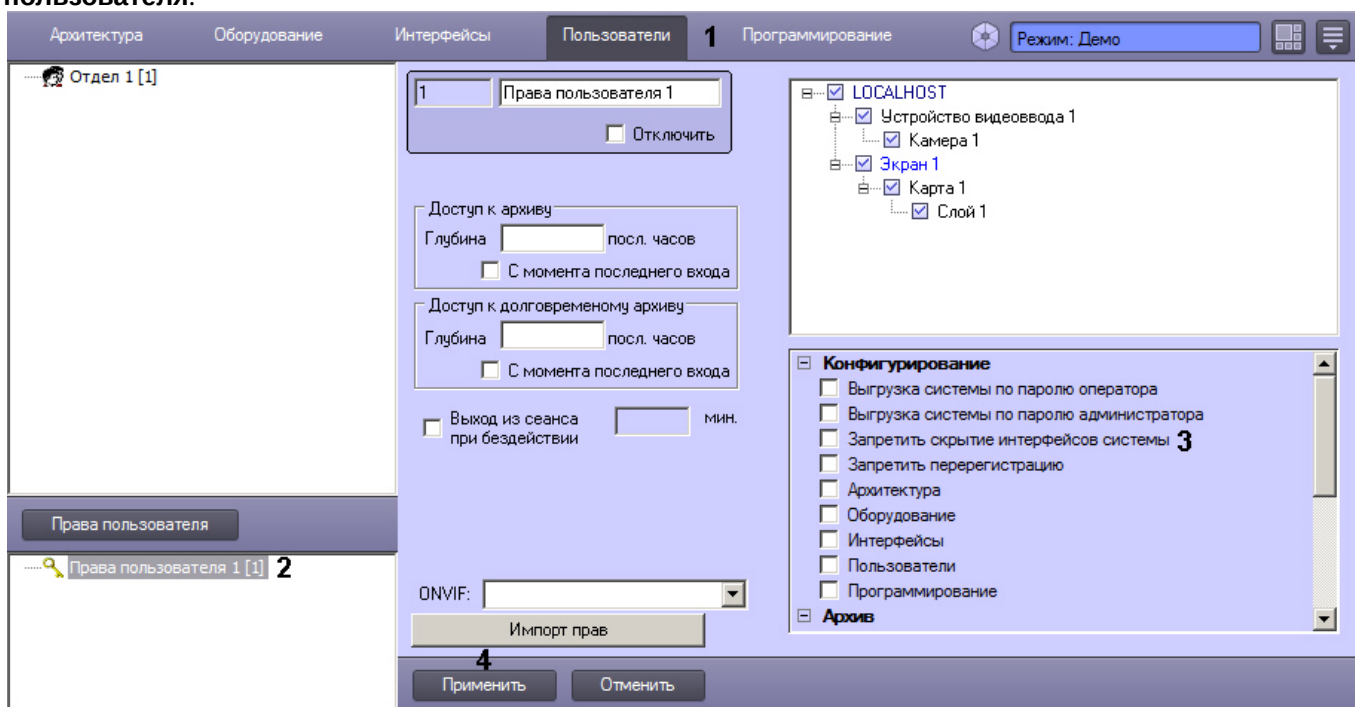 пользователя.
Архитектура Оборудование Интерфейсы Пользователи 1 Программирование Режим: Демо
Отдел 1 [1]
1 Права пользователя 1
Отключить
Доступ к архиву
Глубина посл. часов
С момента последнего входа
Доступ к долговременому архиву
Глубина посл. часов
С момента последнего входа
Выход из сеанса
при бездействии мин.
ONVIF:
Импорт прав
4
Применить Отменить
LOCALHOST
Устройство видеоввода 1
Камера 1
Экран 1
Карта 1
Слой 1
Конфигурирование
Выгрузка системы по паролю оператора
Выгрузка системы по паролю администратора
Запретить скрытие интерфейсов системы 3
Запретить перерегистрацию
Архитектура
Оборудование
Интерфейсы
Пользователи
Программирование
Архив
Права пользователя
Права пользователя 1 [1] 2